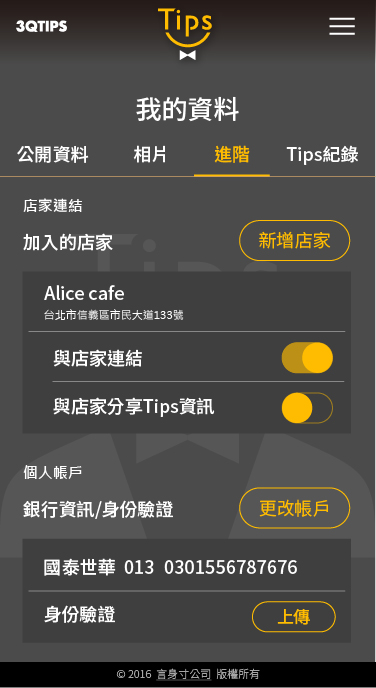 3QTIPS
Tips
我的資料
公開資料 相片 進階 Tips紀錄
店家連結
加入的店家 新增店家
Tips
Alice cafe
台北市信義區市民大道133號
與店家連結
與店家分享Tips資訊
個人帳戶
銀行資訊/身份驗證 更改帳戶
國泰世華 013 0301556787676
身份驗證 上傳
© 2016 言身寸公司 版權所有